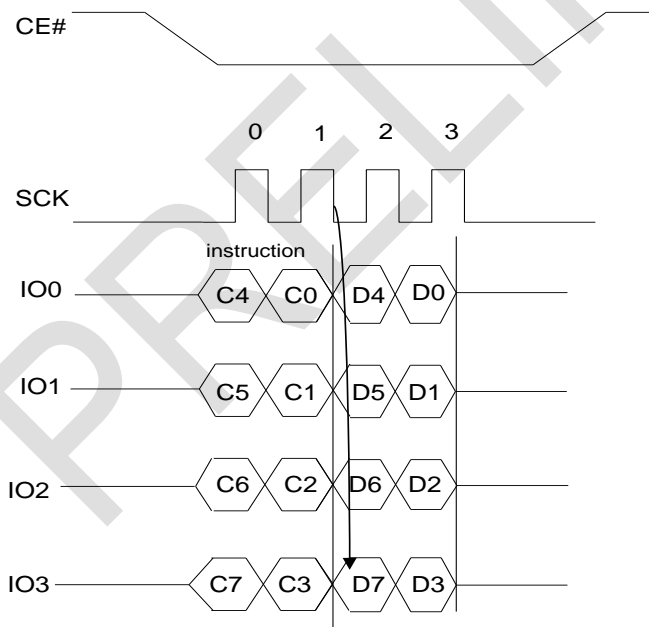 CE#
0 1 2 3
SCK
instruction
IO0 C4 C0 D4 D0
IO1 C5 C1 D5 D1
IO2 C6 C2 D6 D2
IO3 C7 C3 D7 D3
PRELI